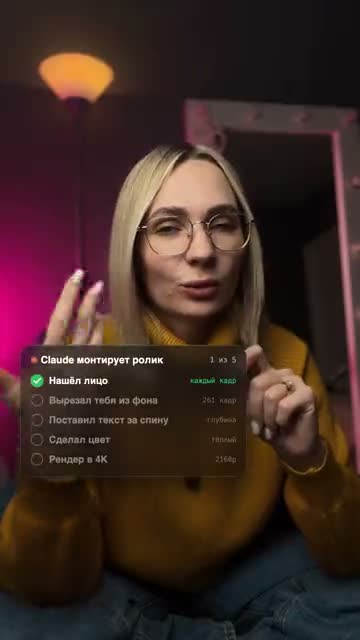 Claude монтирует ролик 1 из 5
Нашёл лицо каждый кадр
Вырезал тебя из фона 261 кадр
Поставил текст за спину глубина
Сделал цвет тёплый
Рендер в 4K 2160p